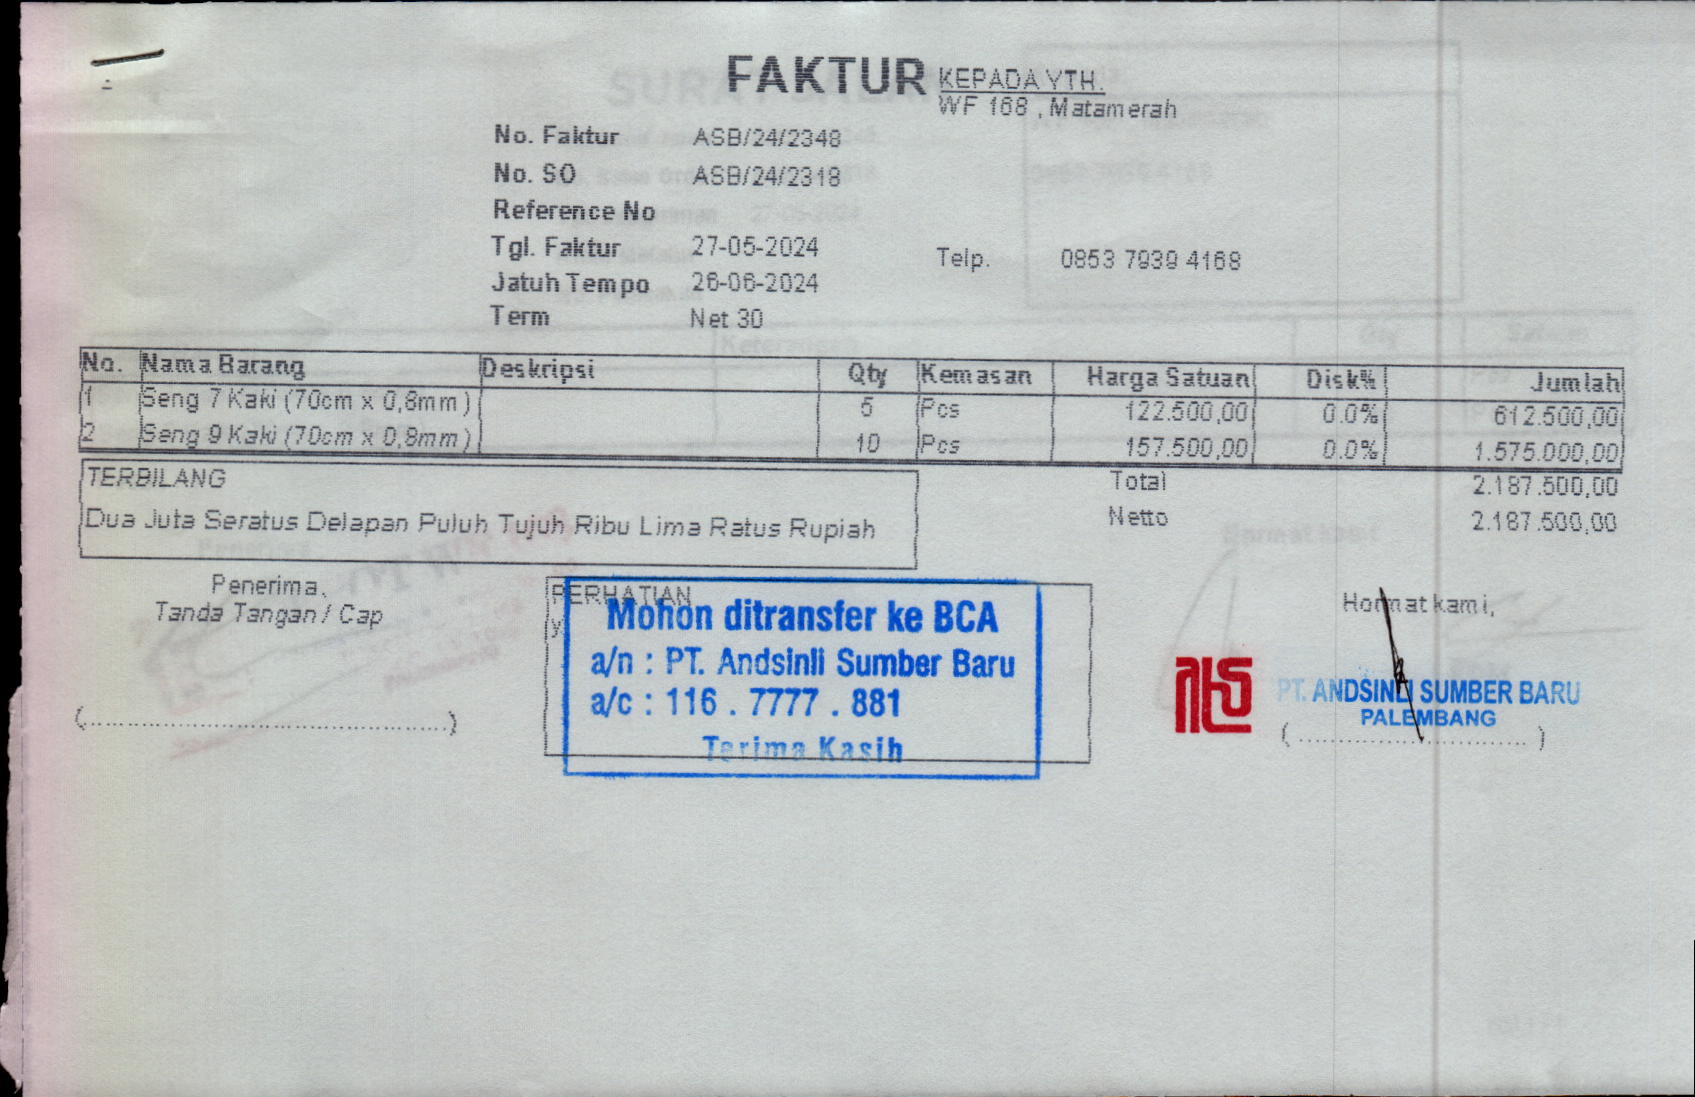 FAKTUR
KEPADA YTH.
WF 168 , Matamerah
No. Faktur ASB/24/2348
No. SO ASB/24/2318
Reference No
Tgl. Faktur 27-05-2024
Telp. 0853 7939 4168
Jatuh Tempo 26-06-2024
Term Net 30
No. Nama Barang Deskripsi Qty Kemasan Harga Satuan Disk% Jumlah
1 Seng 7 Kaki (70cm x 0,8mm) 5 Pcs 122.500,00 0.0% 612.500,00
2 Seng 9 Kaki (70cm x 0,8mm) 10 Pcs 157.500,00 0.0% 1.575.000,00
TERBILANG
Dua Juta Seratus Delapan Puluh Tujuh Ribu Lima Ratus Rupiah
Total 2.187.500,00
Netto 2.187.500,00
Penerima,
Tanda Tangan / Cap
(............................................)
PERHATIAN
Mohon ditransfer ke BCA
a/n : PT. Andsinli Sumber Baru
a/c : 116 . 7777 . 881
Terima Kasih
Hormat kami,
PT. ANDSINLI SUMBER BARU
PALEMBANG
( ............................ )